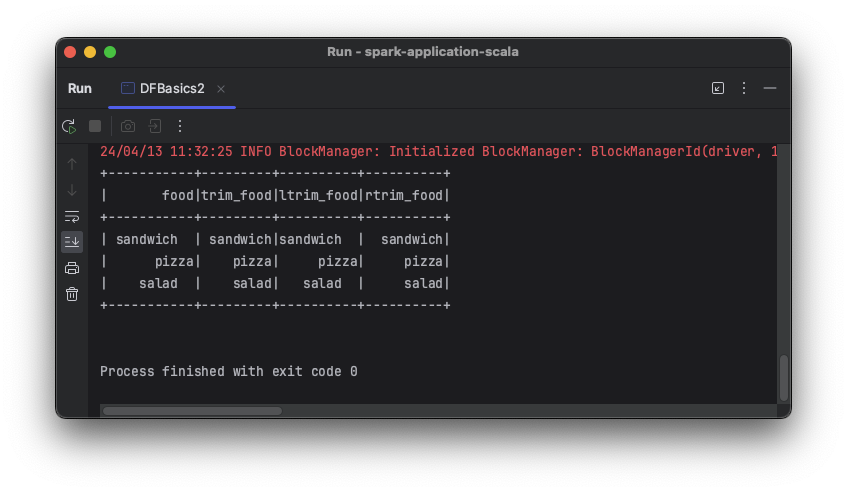 Run - spark-application-scala
Run DFBasics2
24/04/13 11:32:25 INFO BlockManager: Initialized BlockManager: BlockManagerId(driver, 1
+-----------+---------+----------+----------+
|       food|trim_food|ltrim_food|rtrim_food|
+-----------+---------+----------+----------+
| sandwich  | sandwich|sandwich  |  sandwich|
|      pizza|    pizza|     pizza|     pizza|
|    salad  |    salad|   salad  |     salad|
+-----------+---------+----------+----------+
Process finished with exit code 0